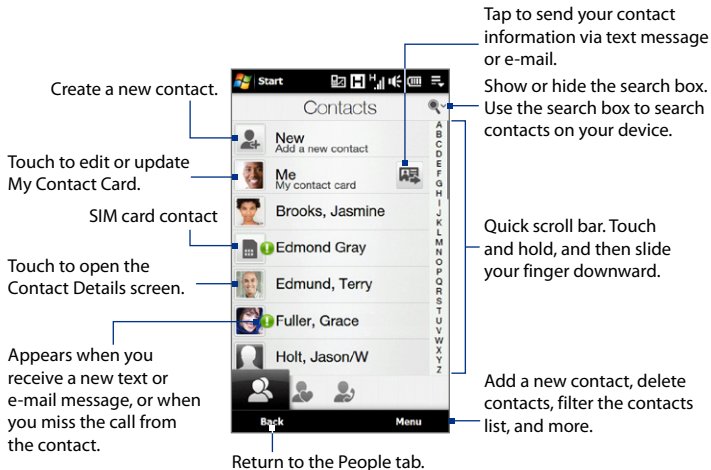 Tap to send your contact
information via text message
or e-mail.
Create a new contact.
Show or hide the search box.
Use the search box to search
contacts on your device.
Touch to edit or update
My Contact Card.
SIM card contact
Touch to open the
Contact Details screen.
Quick scroll bar. Touch
and hold, and then slide
your finger downward.
Appears when you
receive a new text or
e-mail message, or when
you miss the call from
the contact.
Add a new contact, delete
contacts, filter the contacts
list, and more.
Return to the People tab.
Start
H
H
Contacts
New
Add a new contact
Me
My contact card
Brooks, Jasmine
Edmond Gray
Edmund, Terry
Fuller, Grace
Holt, Jason/W
A
B
C
D
E
F
G
H
I
J
K
L
M
N
O
P
Q
R
S
T
U
V
W
X
Y
Z
Back
Menu